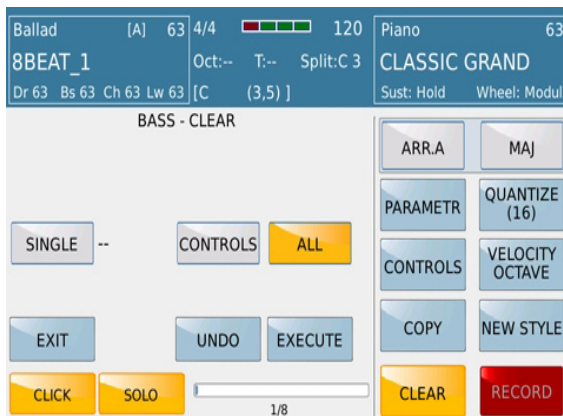 Ballad [A] 63
8BEAT_1
Dr 63 Bs 63 Ch 63 Lw 63
4/4 120
Oct:-- T:-- Split:C 3
[C (3,5) ]
Piano 63
CLASSIC GRAND
Sust: Hold Wheel: Modul
BASS - CLEAR
SINGLE --
CONTROLS
ALL
EXIT
UNDO
EXECUTE
CLICK
SOLO
1/8
ARR.A
MAJ
PARAMETR
QUANTIZE
(16)
CONTROLS
VELOCITY
OCTAVE
COPY
NEW STYLE
CLEAR
RECORD